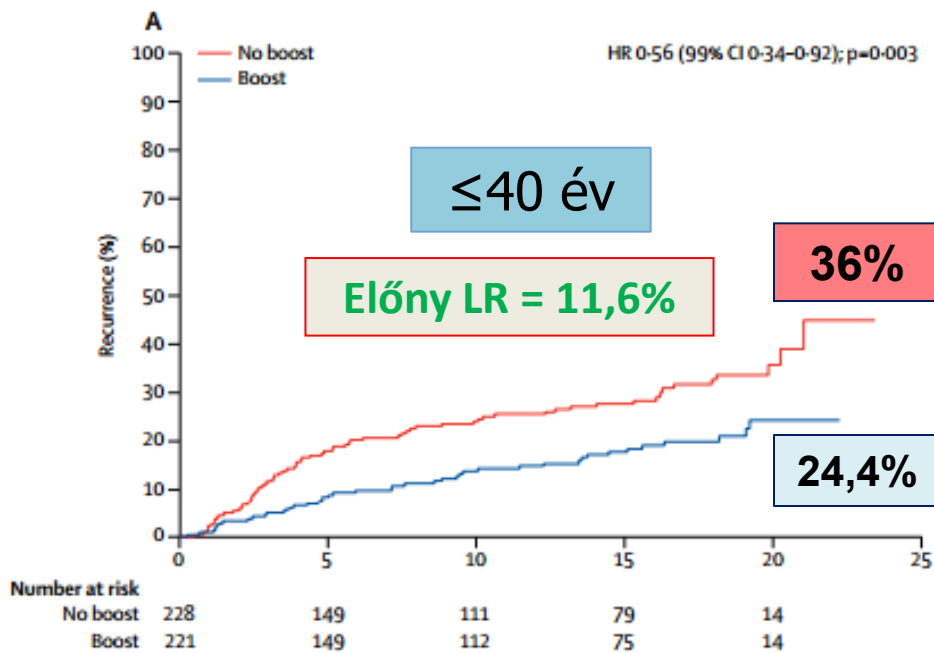 A
No boost
Boost
HR 0·56 (99% CI 0·34–0·92); p=0·003
≤40 év
Előny LR = 11,6%
36%
24,4%
Recurrence (%)
100
90
80
70
60
50
40
30
20
10
0
0 5 10 15 20 25
Number at risk
No boost 228 149 111 79 14
Boost 221 149 112 75 14